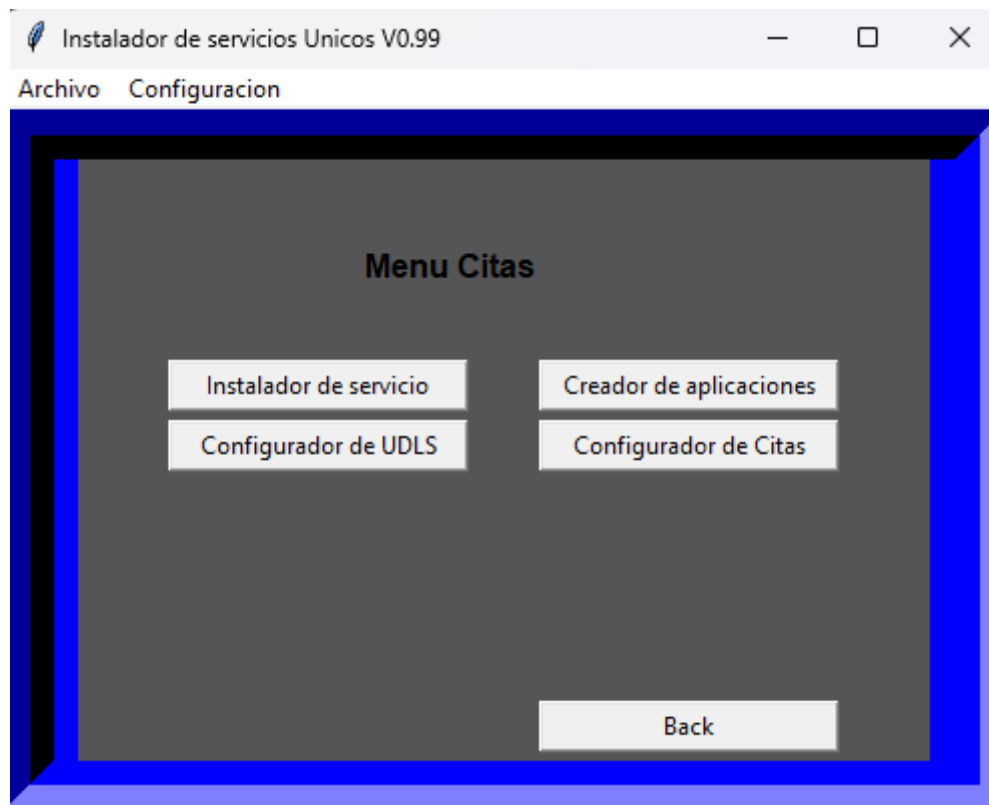 Instalador de servicios Unicos V0.99
Archivo Configuracion
Menu Citas
Instalador de servicio Creador de aplicaciones
Configurador de UDLS Configurador de Citas
Back